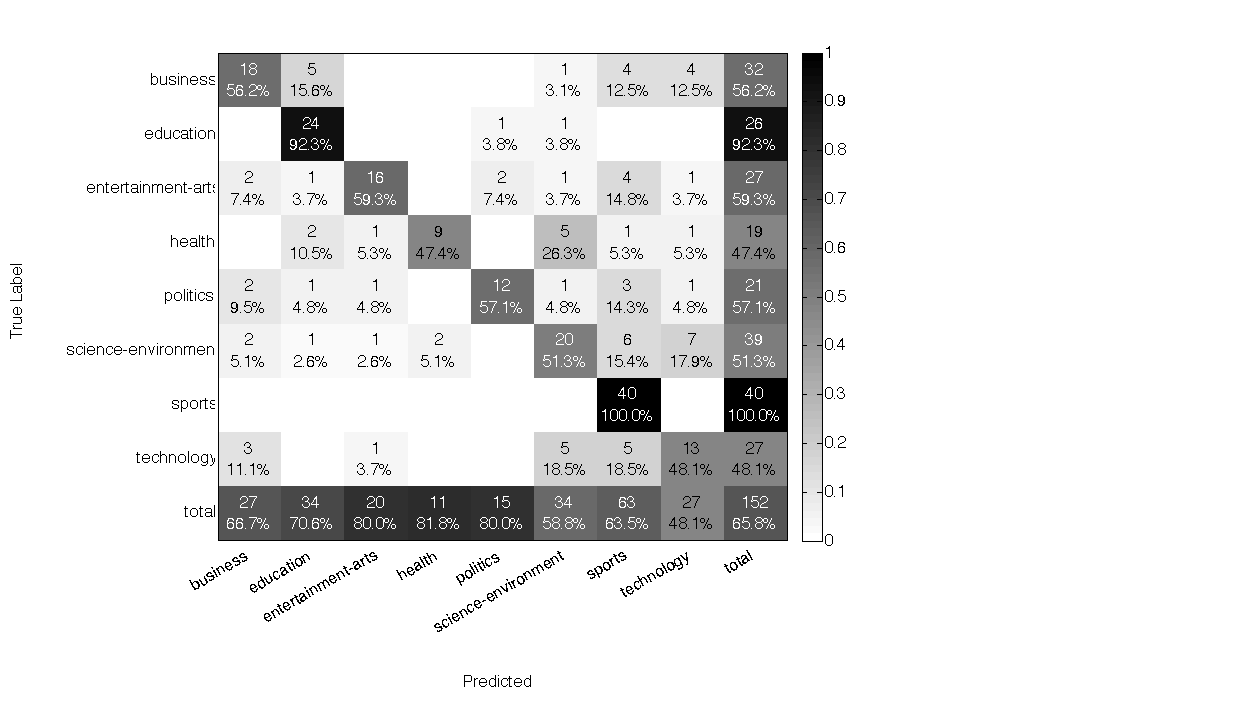 1
18 5 1 4 4 32
business
56.2% 15.6% 3.1% 12.5% 12.5% 56.2%
0.9
24 1 1 26
education
92.3% 3.8% 3.8% 92.3%
0.8
2 1 16 2 1 4 1 27
entertainment-arts
7.4% 3.7% 59.3% 7.4% 3.7% 14.8% 3.7% 59.3%
0.7
2 1 9 5 1 1 19
health
10.5% 5.3% 47.4% 26.3% 5.3% 5.3% 47.4%
0.6
2 1 1 12 1 3 1 21
politics
9.5% 4.8% 4.8% 57.1% 4.8% 14.3% 4.8% 57.1%
0.5
True Label
2 1 1 2 20 6 7 39
science-environmen
5.1% 2.6% 2.6% 5.1% 51.3% 15.4% 17.9% 51.3%
0.4
40 40
sports
100.0% 100.0%
0.3
3 1 5 5 13 27
technology
11.1% 3.7% 18.5% 18.5% 48.1% 48.1%
0.2
27 34 20 11 15 34 63 27 152
total
66.7% 70.6% 80.0% 81.8% 80.0% 58.8% 63.5% 48.1% 65.8%
0.1
0
business education entertainment-arts health politics science-environment sports technology total
Predicted